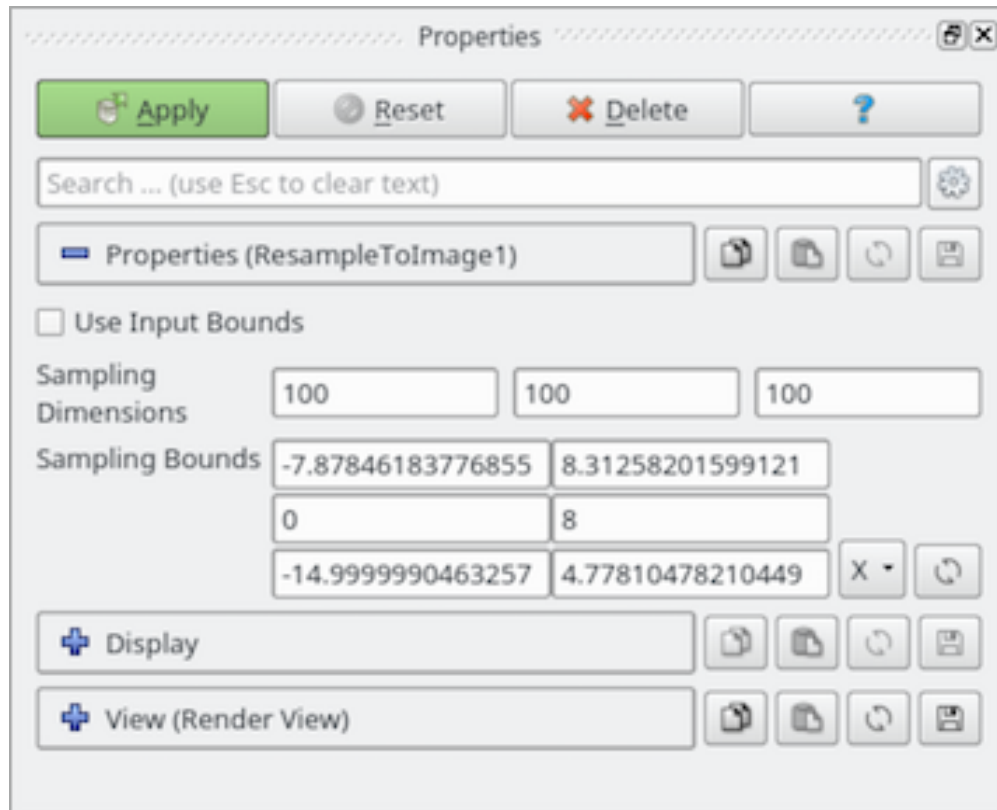 Properties
Apply Reset Delete ?
Search ... (use Esc to clear text)
Properties (ResampleToImage1)
Use Input Bounds
Sampling Dimensions 100 100 100
Sampling Bounds -7.87846183776855 8.31258201599121
0 8
-14.9999990463257 4.77810478210449 X
Display
View (Render View)